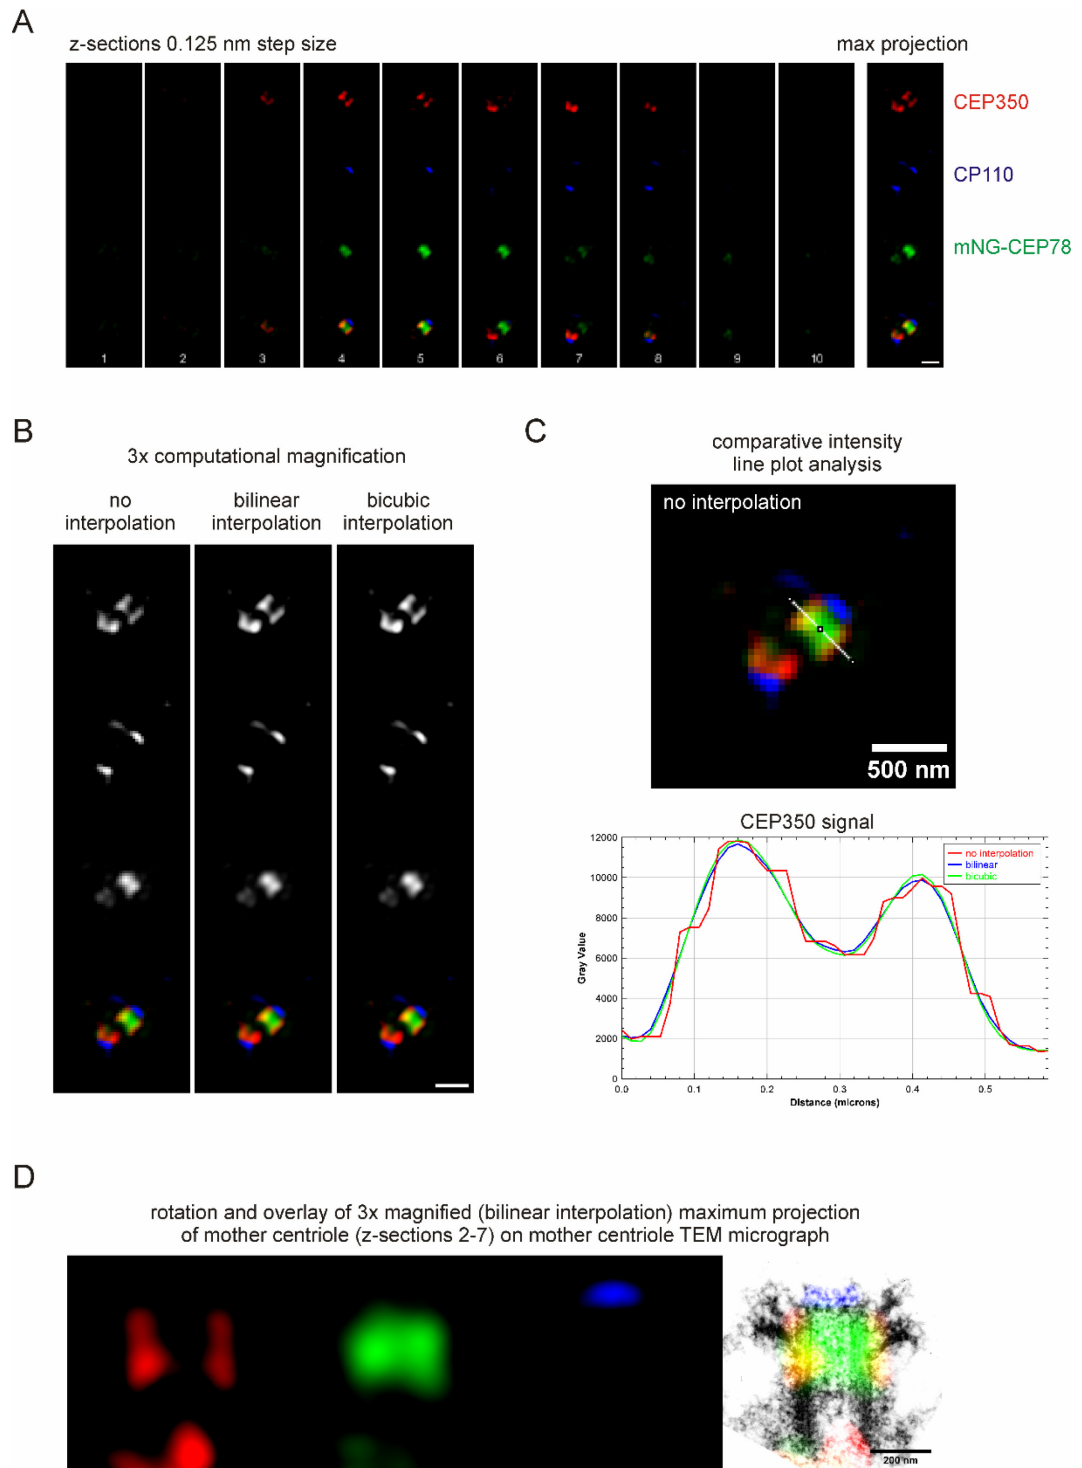 A
z-sections 0.125 nm step size
max projection
CEP350
CP110
mNG-CEP78
1 2 3 4 5 6 7 8 9 10
B
3x computational magnification
no interpolation
bilinear interpolation
bicubic interpolation
C
comparative intensity
line plot analysis
no interpolation
500 nm
CEP350 signal
12000
10000
8000
6000
4000
2000
0
Gray Value
no interpolation
bilinear
bicubic
0.0 0.1 0.2 0.3 0.4 0.5
Distance (microns)
D
rotation and overlay of 3x magnified (bilinear interpolation) maximum projection
of mother centriole (z-sections 2-7) on mother centriole TEM micrograph
200 nm